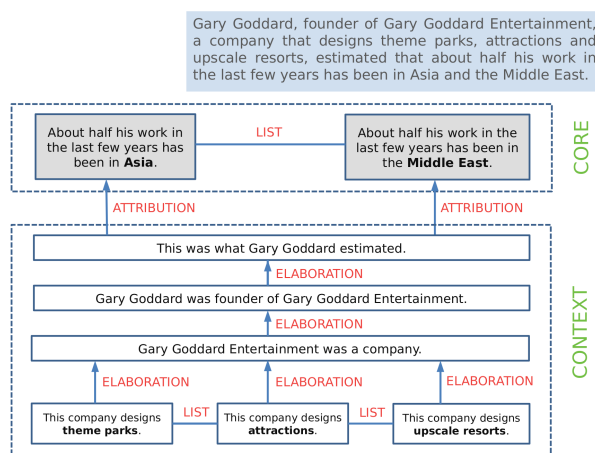 Gary Goddard, founder of Gary Goddard Entertainment,
a company that designs theme parks, attractions and
upscale resorts, estimated that about half his work in
the last few years has been in Asia and the Middle East.
CORE
About half his work in
the last few years has
been in Asia.
LIST
About half his work in the
last few years has been in
the Middle East.
ATTRIBUTION
ATTRIBUTION
CONTEXT
This was what Gary Goddard estimated.
ELABORATION
Gary Goddard was founder of Gary Goddard Entertainment.
ELABORATION
Gary Goddard Entertainment was a company.
ELABORATION
ELABORATION
ELABORATION
This company designs
theme parks.
LIST
This company designs
attractions.
LIST
This company designs
upscale resorts.